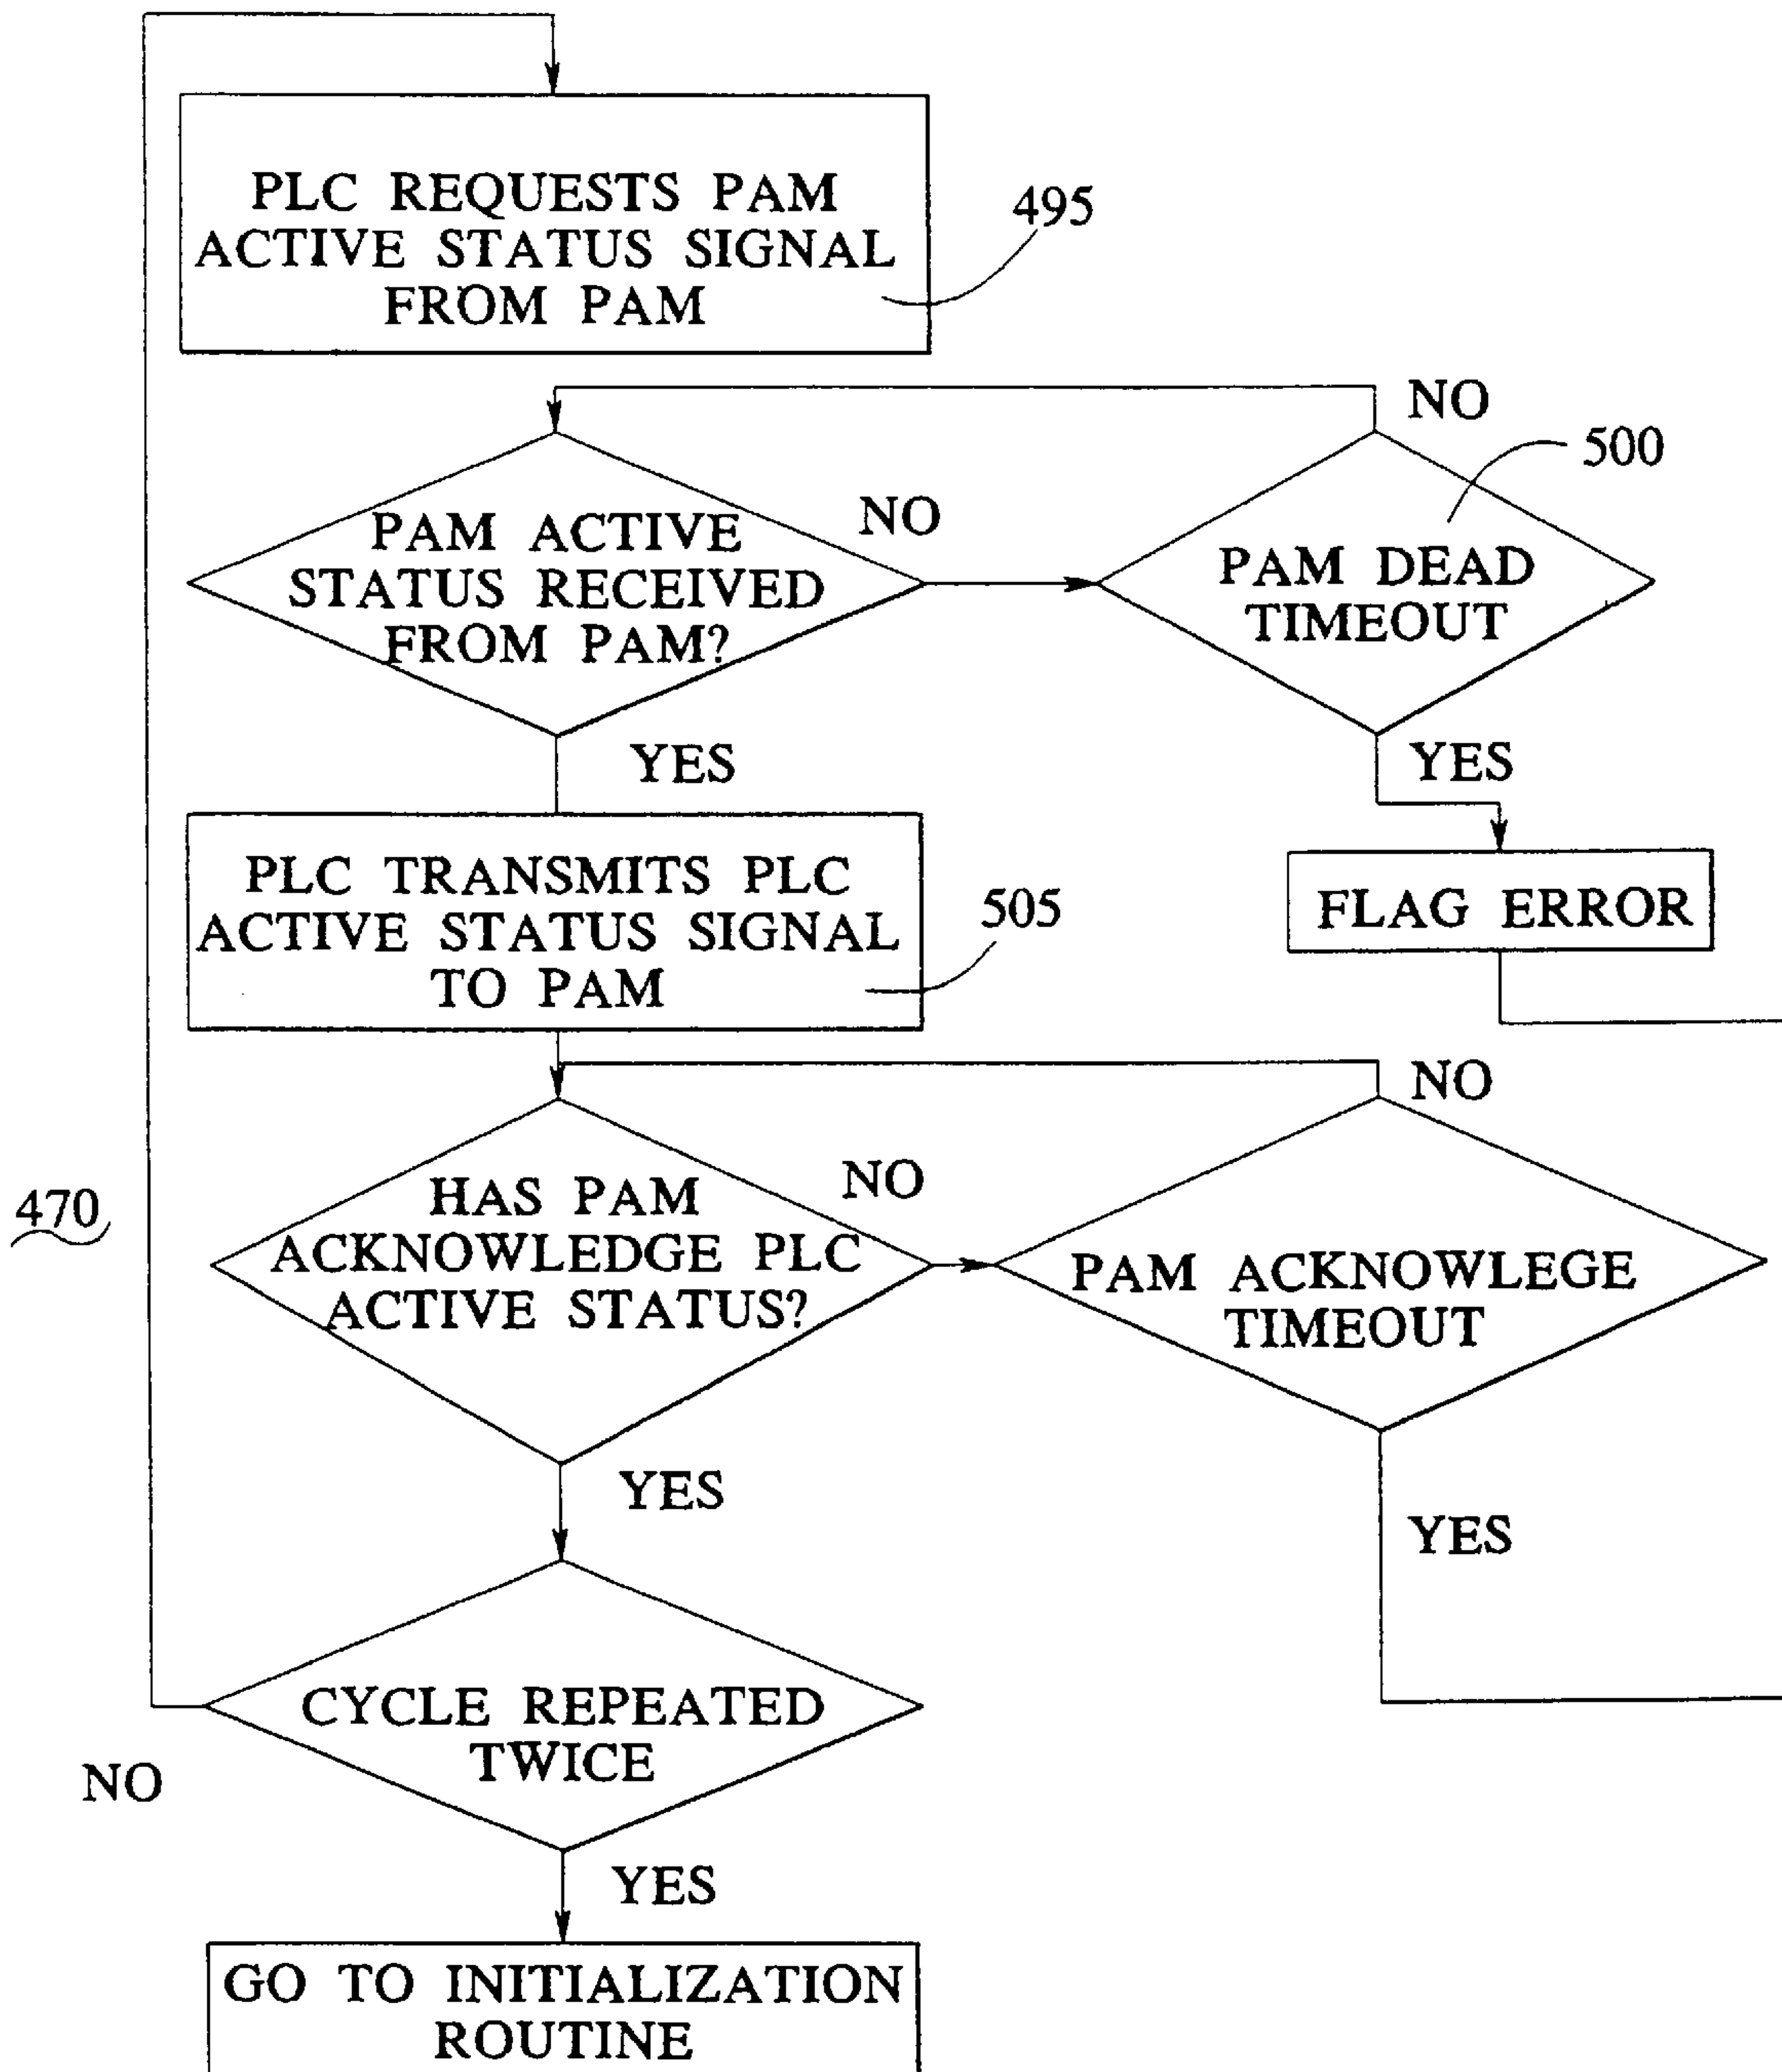 PLC REQUESTS PAM
ACTIVE STATUS SIGNAL
FROM PAM
495
NO
500
PAM ACTIVE
STATUS RECEIVED
FROM PAM?
NO
PAM DEAD
TIMEOUT
YES
YES
PLC TRANSMITS PLC
ACTIVE STATUS SIGNAL
TO PAM
505
FLAG ERROR
NO
470
HAS PAM
ACKNOWLEDGE PLC
ACTIVE STATUS?
NO
PAM ACKNOWLEGE
TIMEOUT
YES
YES
CYCLE REPEATED
TWICE
NO
YES
GO TO INITIALIZATION
ROUTINE